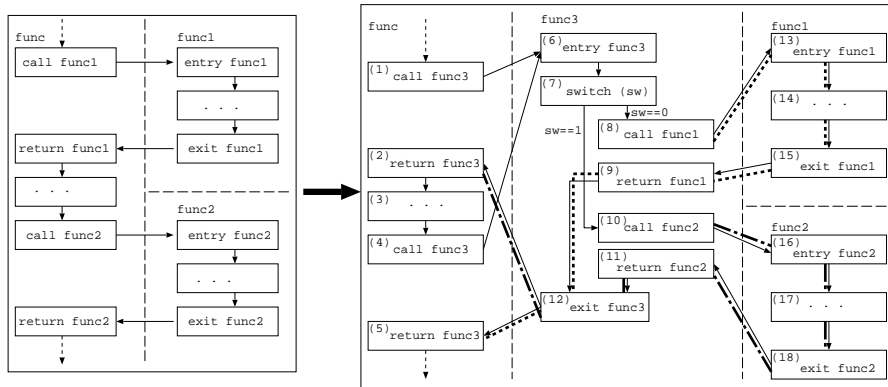 func
call func1
return func1
. . .
call func2
return func2
func1
entry func1
. . .
exit func1
func2
entry func2
. . .
exit func2
func
(1) call func3
(2) return func3
(3) . . .
(4) call func3
(5) return func3
func3
(6) entry func3
(7) switch (sw)
sw==0
sw==1
(8) call func1
(9) return func1
(10) call func2
(11) return func2
(12) exit func3
func1
(13) entry func1
(14) . . .
(15) exit func1
func2
(16) entry func2
(17) . . .
(18) exit func2